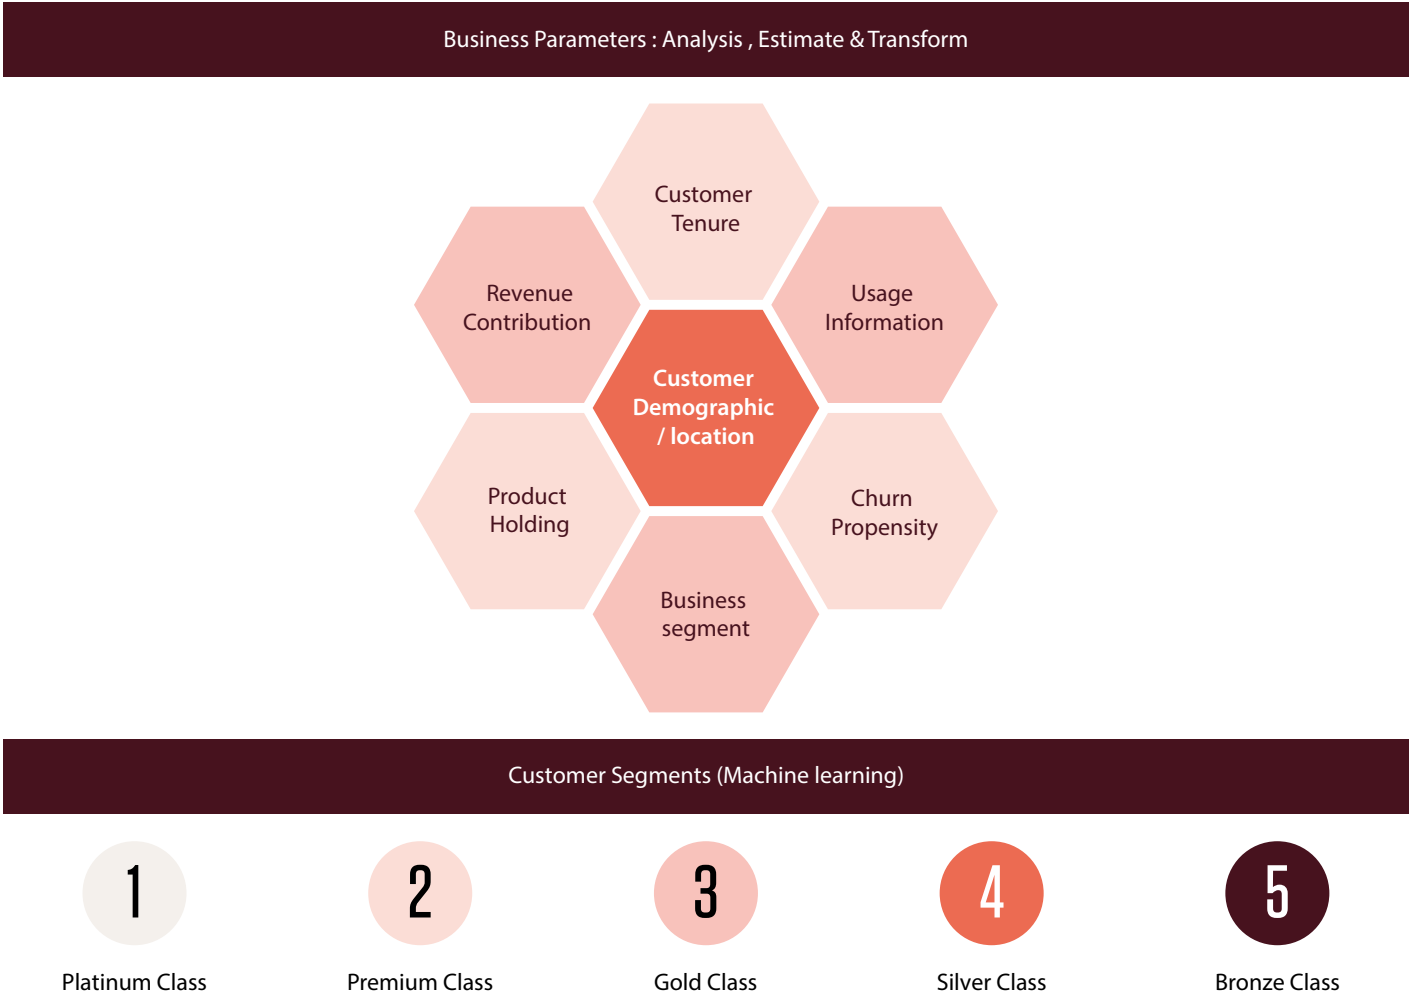 Business Parameters : Analysis , Estimate & Transform
Customer
Tenure
Revenue
Contribution
Usage
Information
Customer
Demographic
/ location
Product
Holding
Churn
Propensity
Business
segment
Customer Segments (Machine learning)
1
2
3
4
5
Platinum Class
Premium Class
Gold Class
Silver Class
Bronze Class